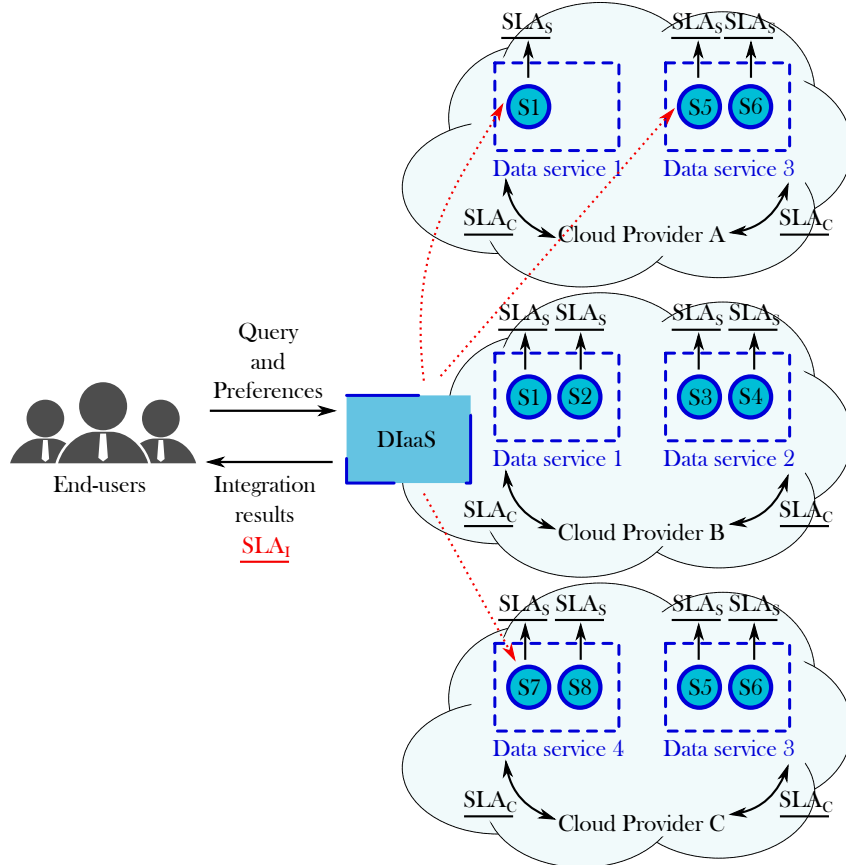 SLAS SLAS SLAS
S1 S5 S6
Data service 1 Data service 3
SLAC Cloud Provider A SLAC
Query
and
Preferences
DIaaS
End-users
Integration
results
SLAI
SLAS SLAS SLAS SLAS
S1 S2 S3 S4
Data service 1 Data service 2
SLAC Cloud Provider B SLAC
SLAS SLAS SLAS SLAS
S7 S8 S5 S6
Data service 4 Data service 3
SLAC Cloud Provider C SLAC